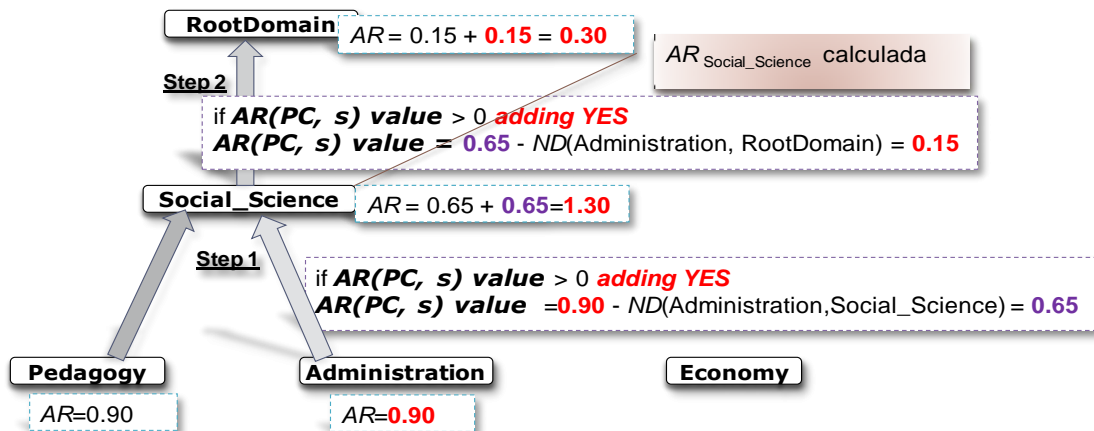 RootDomain
AR = 0.15 + 0.15 = 0.30
AR Social_Science calculada
Step 2
if AR(PC, s) value > 0 adding YES
AR(PC, s) value = 0.65 - ND(Administration, RootDomain) = 0.15
Social_Science
AR = 0.65 + 0.65=1.30
Step 1
if AR(PC, s) value > 0 adding YES
AR(PC, s) value =0.90 - ND(Administration,Social_Science) = 0.65
Pedagogy
Administration
Economy
AR=0.90
AR=0.90